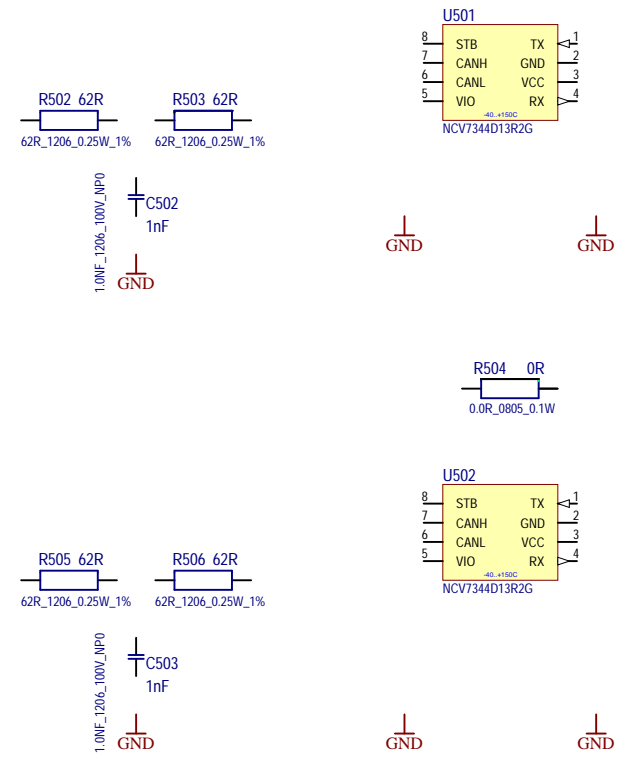 U501
8 STB TX 1
7 CANH GND 2
6 CANL VCC 3
5 VIO RX 4
-40..+150C
NCV7344D13R2G
R502 62R
62R_1206_0.25W_1%
R503 62R
62R_1206_0.25W_1%
1.0NF_1206_100V_NP0
C502
1nF
GND
GND
GND
R504 0R
0.0R_0805_0.1W
U502
8 STB TX 1
7 CANH GND 2
6 CANL VCC 3
5 VIO RX 4
-40..+150C
NCV7344D13R2G
R505 62R
62R_1206_0.25W_1%
R506 62R
62R_1206_0.25W_1%
1.0NF_1206_100V_NP0
C503
1nF
GND
GND
GND